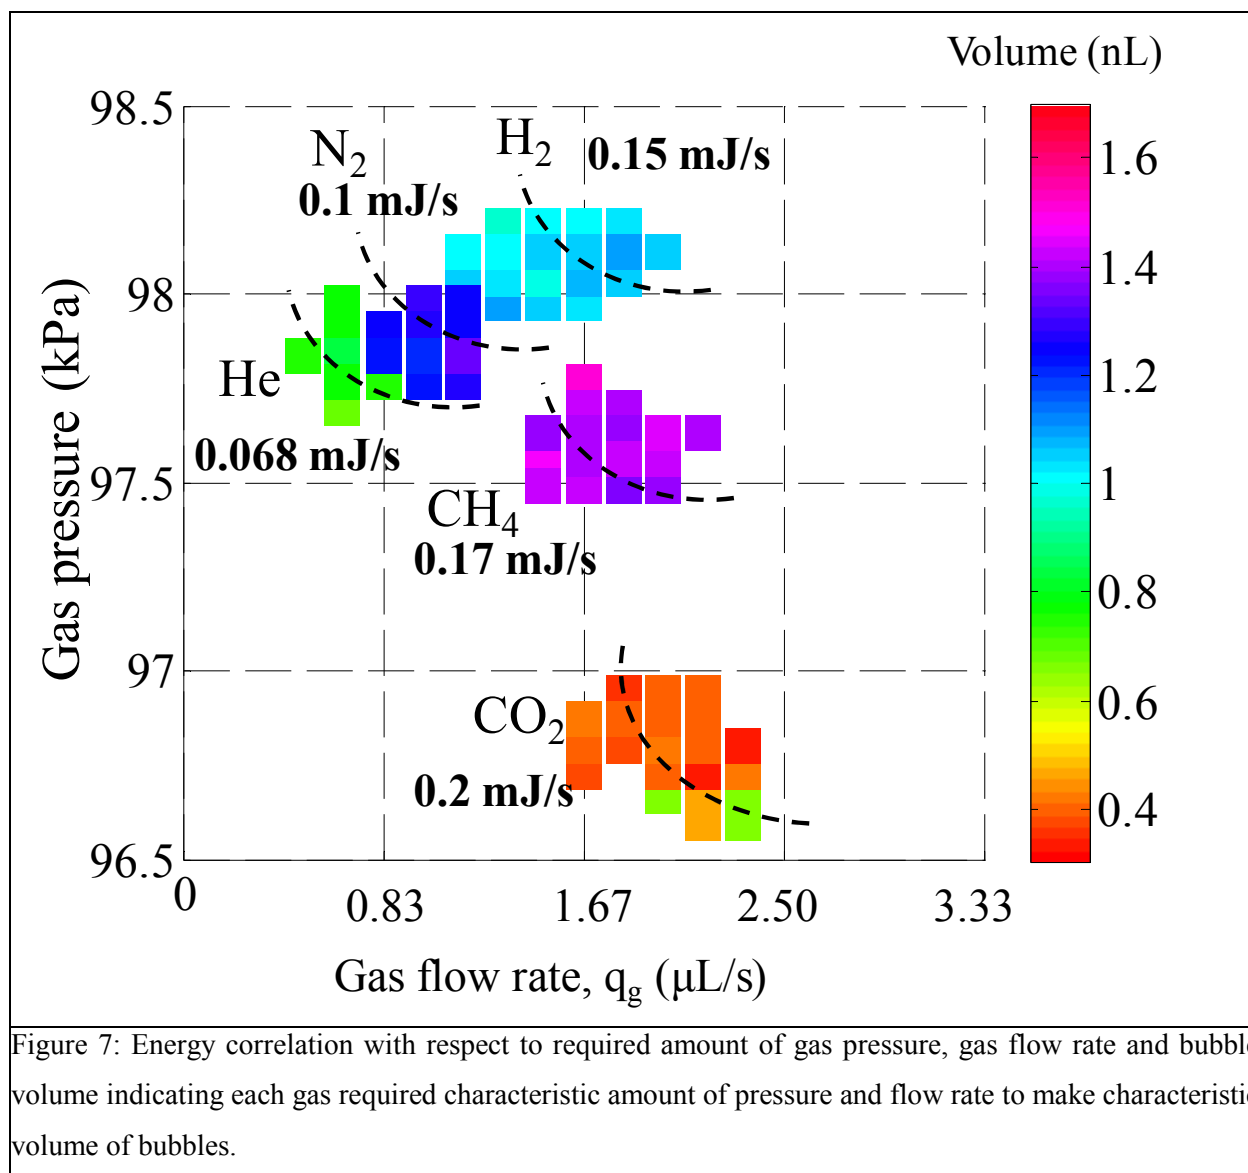 Volume (nL)
98.5
98
97.5
97
96.5
Gas pressure (kPa)
N2
0.1 mJ/s
H2
0.15 mJ/s
He
0.068 mJ/s
CH4
0.17 mJ/s
CO2
0.2 mJ/s
1.6
1.4
1.2
1
0.8
0.6
0.4
0
0.83
1.67
2.50
3.33
Gas flow rate, qg (μL/s)
Figure 7: Energy correlation with respect to required amount of gas pressure, gas flow rate and bubble
volume indicating each gas required characteristic amount of pressure and flow rate to make characteristic
volume of bubbles.